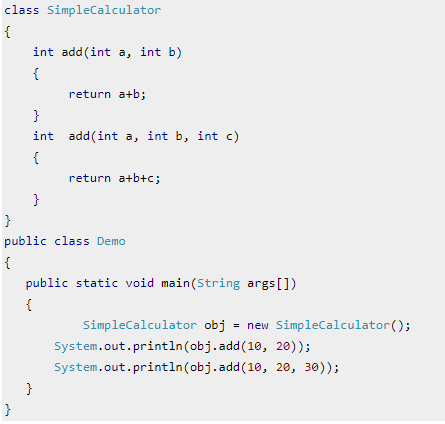 class SimpleCalculator
{
    int add(int a, int b)
    {
         return a+b;
    }
    int  add(int a, int b, int c)
    {
         return a+b+c;
    }
}
public class Demo
{
   public static void main(String args[])
   {
           SimpleCalculator obj = new SimpleCalculator();
       System.out.println(obj.add(10, 20));
       System.out.println(obj.add(10, 20, 30));
   }
}